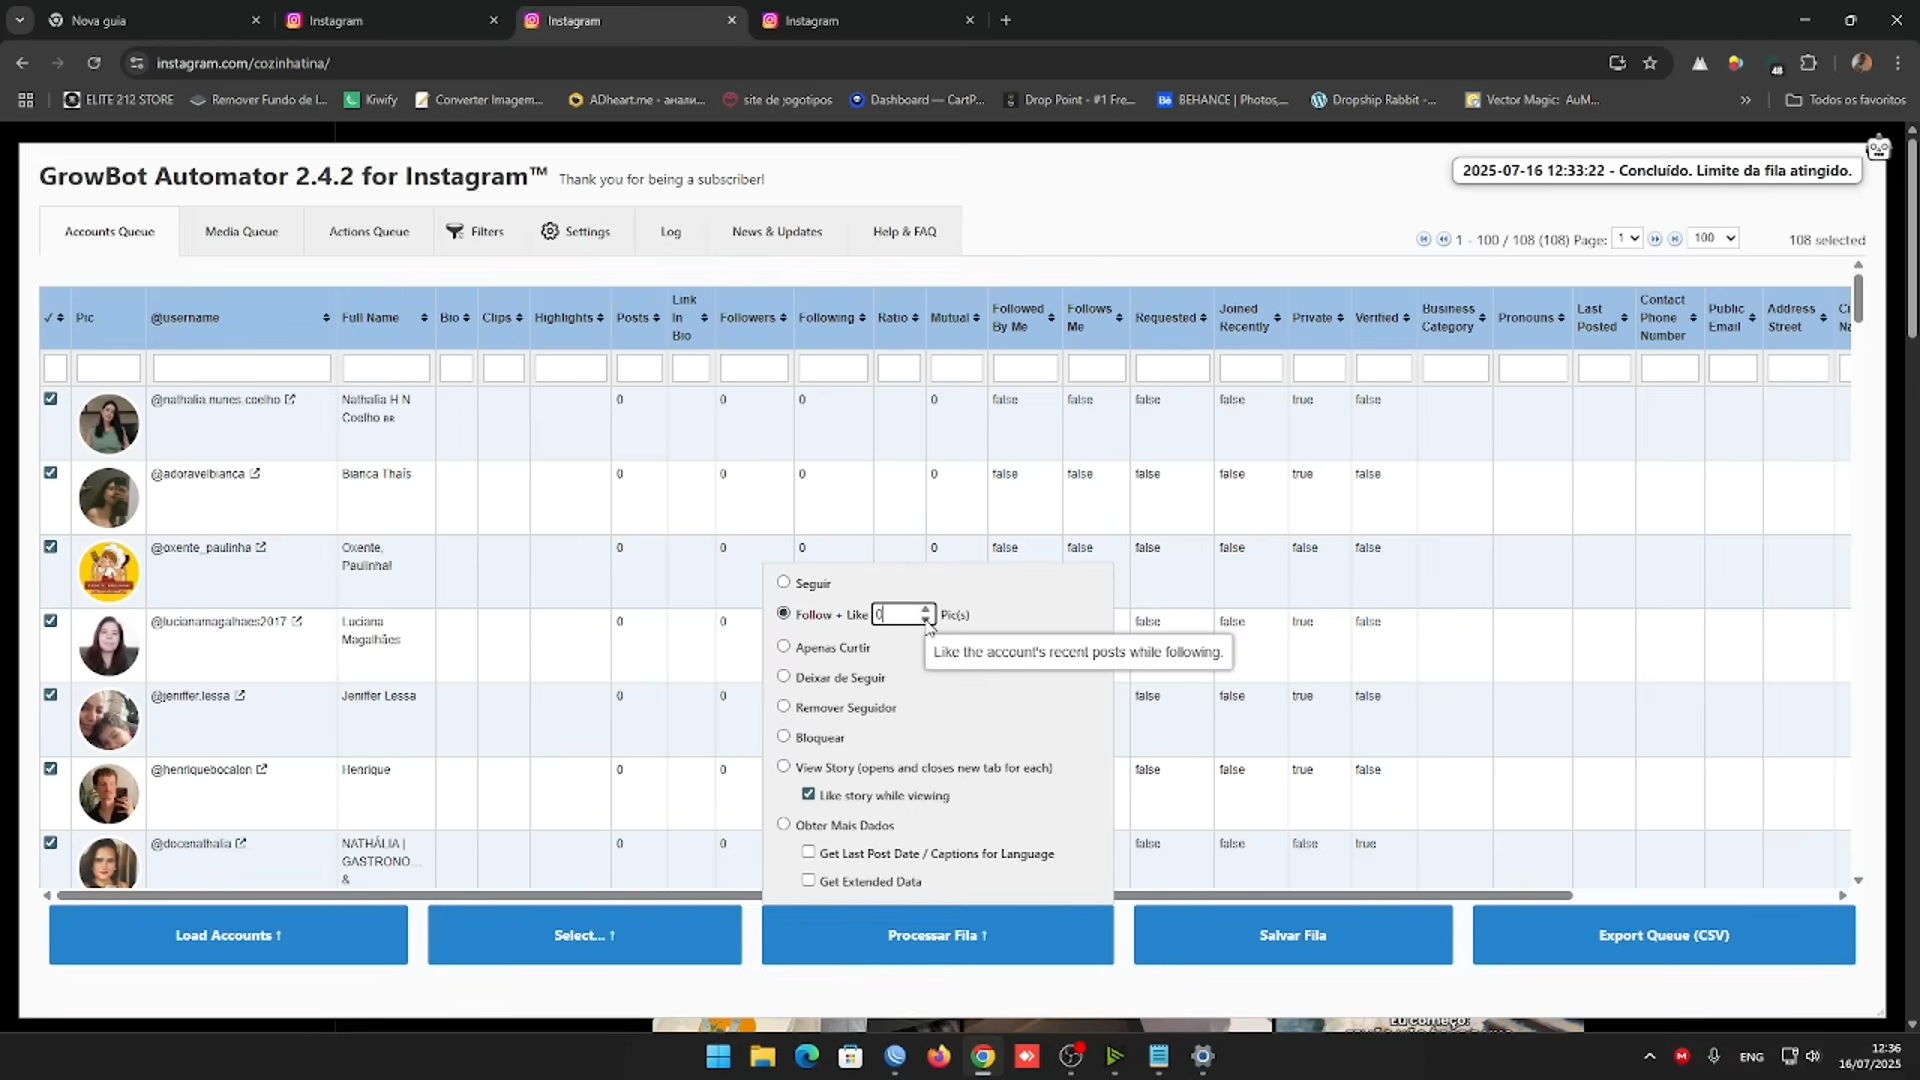 Nova guia
Instagram
Instagram
Instagram
instagram.com/cozinhatina/
48
ELITE 212 STORE
Remover Fundo de I...
Kiwify
Converter Imagem...
ADheart.me - анали...
site de jogotipos
Dashboard — CartP...
Drop Point - #1 Fre...
BEHANCE | Photos,...
Dropship Rabbit -...
Vector Magic: AuM...
Todos os favoritos
GrowBot Automator 2.4.2 for Instagram™ Thank you for being a subscriber!
2025-07-16 12:33:22 - Concluído. Limite da fila atingido.
Accounts Queue
Media Queue
Actions Queue
Filters
Settings
Log
News & Updates
Help & FAQ
1 - 100 / 108 (108) Page: 1 100
108 selected
✓ Pic @username Full Name Bio Clips Highlights Posts Link In Bio Followers Following Ratio Mutual Followed By Me Follows Me Requested Joined Recently Private Verified Business Category Pronouns Last Posted Contact Phone Number Public Email Address Street
@nathalia.nunes.coelho Nathalia H N Coelho BR 0 0 0 0 false false false false true false
@adoravelbianca Bianca Thaís 0 0 0 0 false false false false true false
@oxente_paulinha Oxente, Paulinha! 0 0 0 0 false false false false false false
@lucianamagalhaes2017 Luciana Magalhães 0 0 false false true false
@jeniffer.lessa Jeniffer Lessa 0 0 false false true false
@henriquebocalon Henrique 0 0 false false true false
@docenathalia NATHÁLIA | GASTRONO... & 0 0 false false false true
Seguir
Follow + Like 0 Pic(s)
Like the account's recent posts while following.
Apenas Curtir
Deixar de Seguir
Remover Seguidor
Bloquear
View Story (opens and closes new tab for each)
Like story while viewing
Obter Mais Dados
Get Last Post Date / Captions for Language
Get Extended Data
Load Accounts ↑
Select... ↑
Processar Fila ↑
Salvar Fila
Export Queue (CSV)
Eu começo:
ENG
12:36
16/07/2025